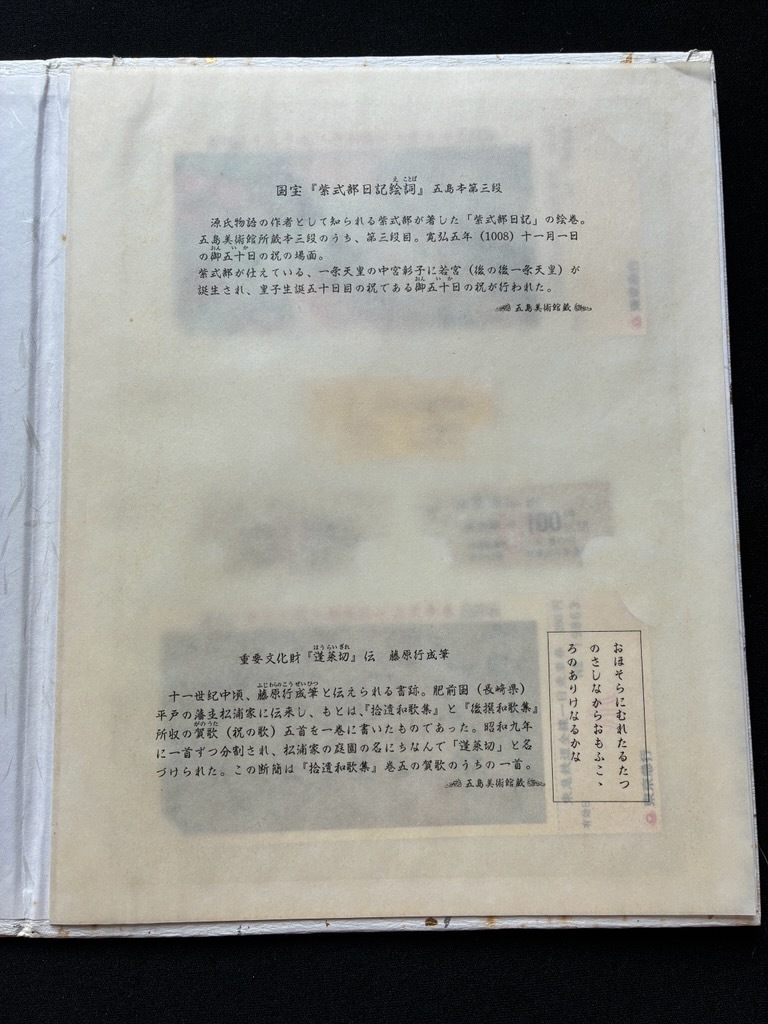 国宝『紫式部日記絵詞』五島本第三段
源氏物語の作者として知られる紫式部が著した「紫式部日記」の絵巻。
五島美術館所蔵本三段のうち、第三段目。寛弘五年（1008）十一月一日
の御五十日の祝の場面。
紫式部が仕えている、一条天皇の中宮彰子に若宮（後の後一条天皇）が
誕生され、皇子生誕五十日目の祝である御五十日の祝が行われた。
五島美術館蔵
重要文化財『蓬萊切』伝　藤原行成筆
十一世紀中頃、藤原行成筆と伝えられる書跡。肥前国（長崎県）
平戸の藩主松浦家に伝来し、もとは、『拾遺和歌集』と『後撰和歌集』
所収の賀歌（祝の歌）五首を一巻に書いたものであった。昭和九年
に一首ずつ分割され、松浦家の庭園の名にちなんで「蓬萊切」と名
づけられた。この断簡は『拾遺和歌集』巻五の賀歌のうちの一首。
五島美術館蔵
おほそらにむれたるたつ
のさしなからおもふこゝ
ろのありけなるかな